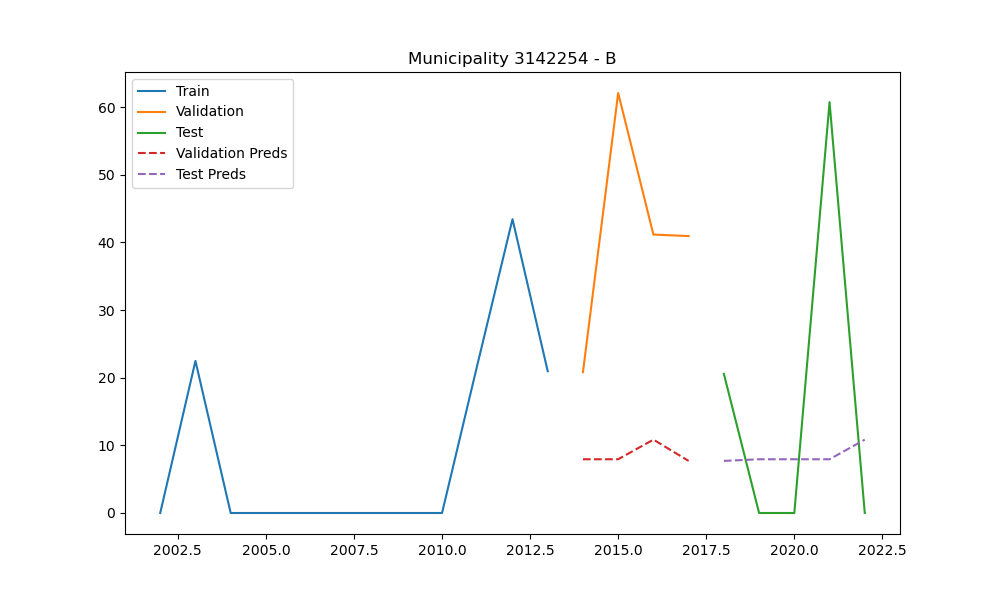 Municipality 3142254 - B
Train
Validation
Test
Validation Preds
Test Preds
60
50
40
30
20
10
0
2002.5 2005.0 2007.5 2010.0 2012.5 2015.0 2017.5 2020.0 2022.5